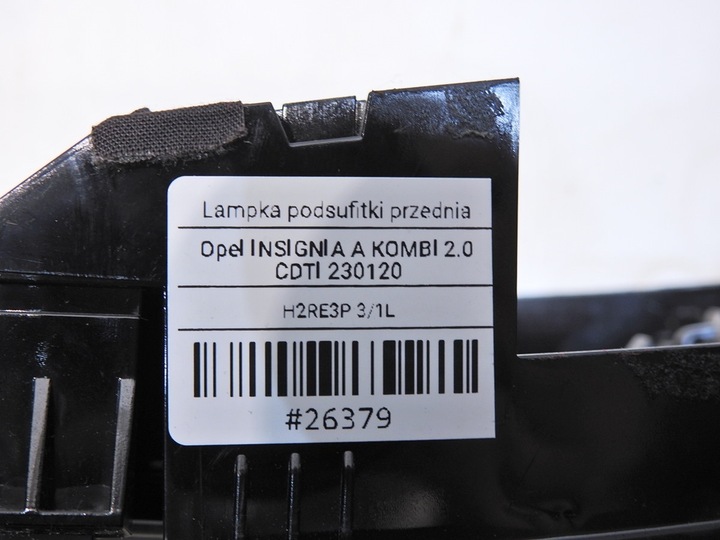 Lampka podsufitki przednia
Opel INSIGNIA A KOMBI 2.0
CDTI 230120
H2RE3P 3/1L
#26379